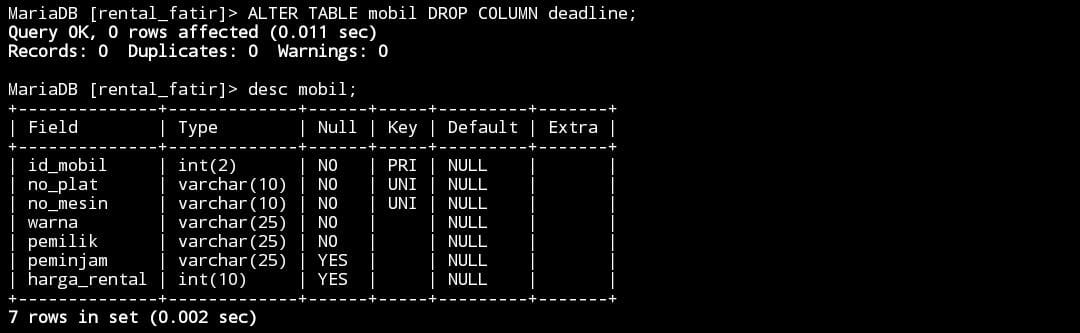 MariaDB [rental_fatir]> ALTER TABLE mobil DROP COLUMN deadline;
Query OK, 0 rows affected (0.011 sec)
Records: 0  Duplicates: 0  Warnings: 0

MariaDB [rental_fatir]> desc mobil;
+--------------+-------------+------+-----+---------+-------+
| Field        | Type        | Null | Key | Default | Extra |
+--------------+-------------+------+-----+---------+-------+
| id_mobil     | int(2)      | NO   | PRI | NULL    |       |
| no_plat      | varchar(10) | NO   | UNI | NULL    |       |
| no_mesin     | varchar(10) | NO   | UNI | NULL    |       |
| warna        | varchar(25) | NO   |     | NULL    |       |
| pemilik      | varchar(25) | NO   |     | NULL    |       |
| peminjam     | varchar(25) | YES  |     | NULL    |       |
| harga_rental | int(10)     | YES  |     | NULL    |       |
+--------------+-------------+------+-----+---------+-------+
7 rows in set (0.002 sec)